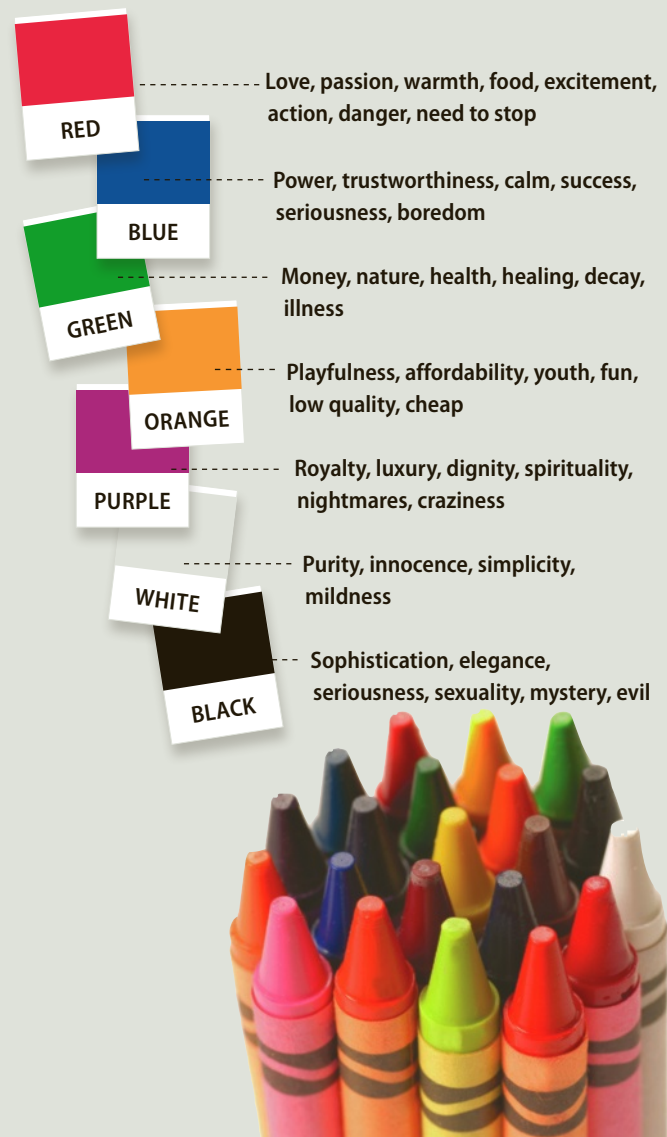 RED
Love, passion, warmth, food, excitement,
action, danger, need to stop
BLUE
Power, trustworthiness, calm, success,
seriousness, boredom
GREEN
Money, nature, health, healing, decay,
illness
ORANGE
Playfulness, affordability, youth, fun,
low quality, cheap
PURPLE
Royalty, luxury, dignity, spirituality,
nightmares, craziness
WHITE
Purity, innocence, simplicity,
mildness
BLACK
Sophistication, elegance,
seriousness, sexuality, mystery, evil